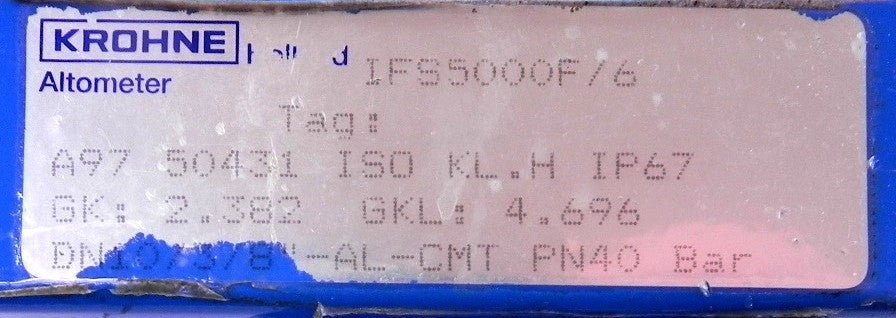 KROHNE
Altometer
IFS5000F/6
Tag:
A97 50431 ISO KL.H IP67
GK: 2.382 GKL: 4.696
DN10/3/8"-AL-CMT PN40 Bar